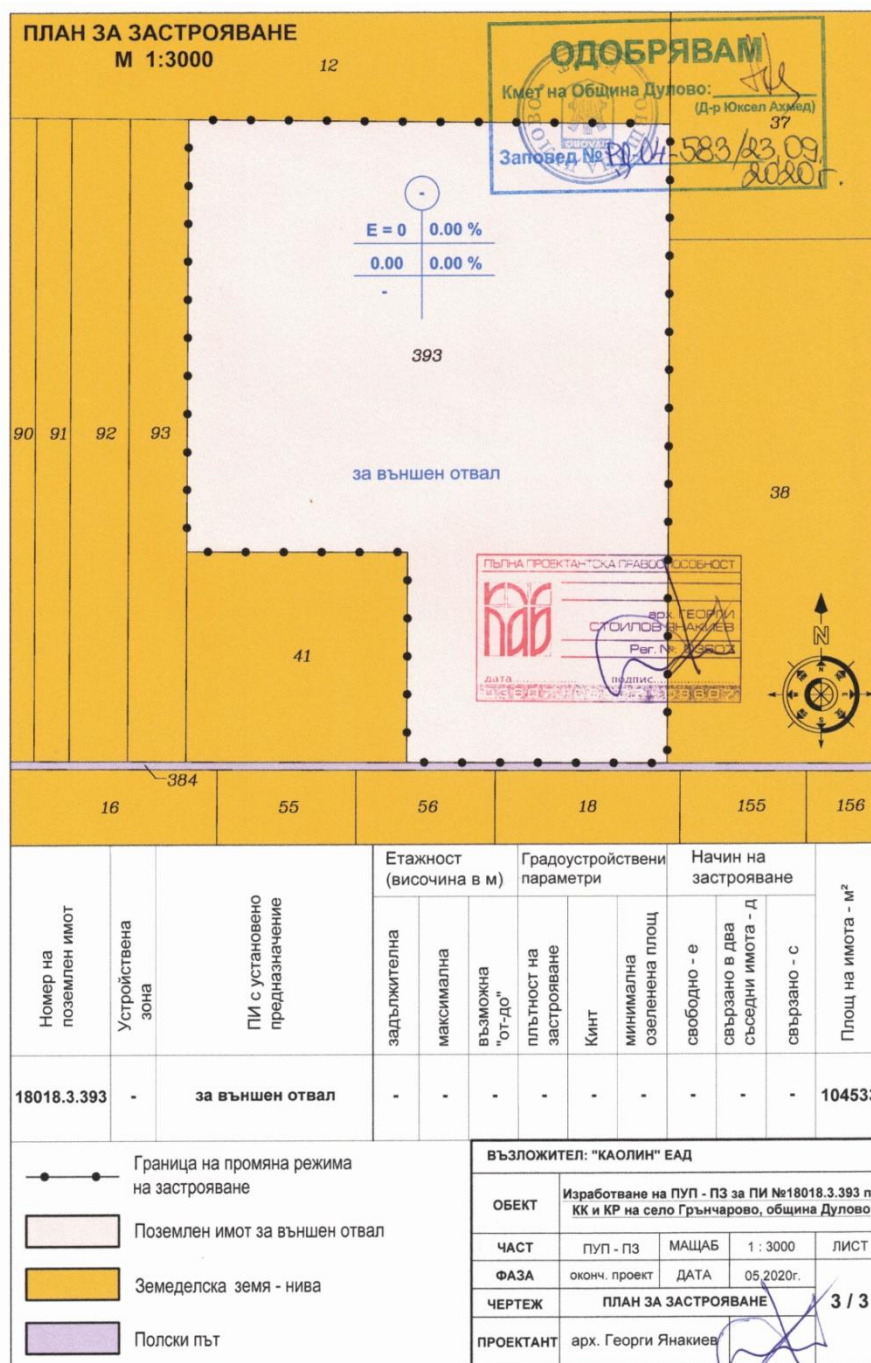 ПЛАН ЗА ЗАСТРОЯВАНЕ
М 1:3000
12
ОДОБРЯВАМ
Кмет на Община Дулово:
(Д-р Юксел Ахмед)
37
Заповед № РД-04-583/23.09.
2020г.
-
E = 0 0.00 %
0.00 0.00 %
-
393
90 91 92 93
за външен отвал
38
ПЪЛНА ПРОЕКТАНТСКА ПРАВОСПОСОБНОСТ
арх. ГЕОРГИ
СТОИЛОВ ЯНАКИЕВ
Рег. №
дата
подпис
41
N
384
16 55 56 18 155 156
Номер на
поземлен имот
Устройствена
зона
ПИ с установено
предназначение
Етажност
(височина в м)
задължителна
максимална
възможна
"от-до"
Градоустройствени
параметри
плътност на
застрояване
Кинт
минимална
озеленена площ
Начин на
застрояване
свободно - е
свързано в два
съседни имота - д
свързано - с
Площ на имота - м²
18018.3.393 - за външен отвал - - - - - - - - - 104533
Граница на промяна режима
на застрояване
Поземлен имот за външен отвал
Земеделска земя - нива
Полски път
ВЪЗЛОЖИТЕЛ: "КАОЛИН" ЕАД
ОБЕКТ
Изработване на ПУП - ПЗ за ПИ №18018.3.393 п
КК и КР на село Грънчарово, община Дулово
ЧАСТ ПУП - ПЗ МАЩАБ 1 : 3000 ЛИСТ
ФАЗА оконч. проект ДАТА 05.2020г.
ЧЕРТЕЖ ПЛАН ЗА ЗАСТРОЯВАНЕ 3 / 3
ПРОЕКТАНТ арх. Георги Янакиев